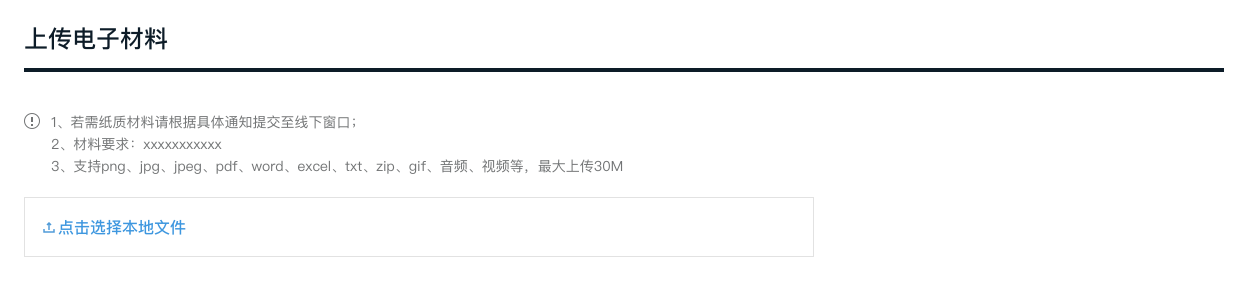 上传电子材料
1、若需纸质材料请根据具体通知提交至线下窗口；
2、材料要求：xxxxxxxxxxx
3、支持png、jpg、jpeg、pdf、word、excel、txt、zip、gif、音频、视频等，最大上传30M
点击选择本地文件